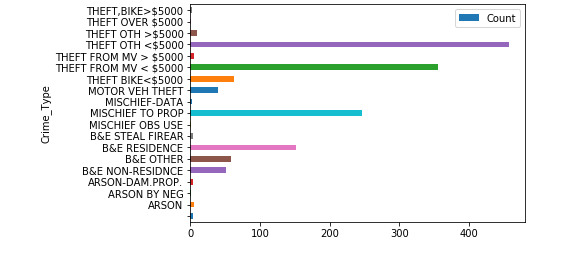 THEFT,BIKE>$5000
THEFT OVER $5000
THEFT OTH >$5000
THEFT OTH <$5000
THEFT FROM MV > $5000
THEFT FROM MV < $5000
THEFT BIKE<$5000
MOTOR VEH THEFT
MISCHIEF-DATA
MISCHIEF TO PROP
MISCHIEF OBS USE
B&E STEAL FIREAR
B&E RESIDENCE
B&E OTHER
B&E NON-RESIDNCE
ARSON-DAM.PROP.
ARSON BY NEG
ARSON
Crime_Type
Count
0 100 200 300 400